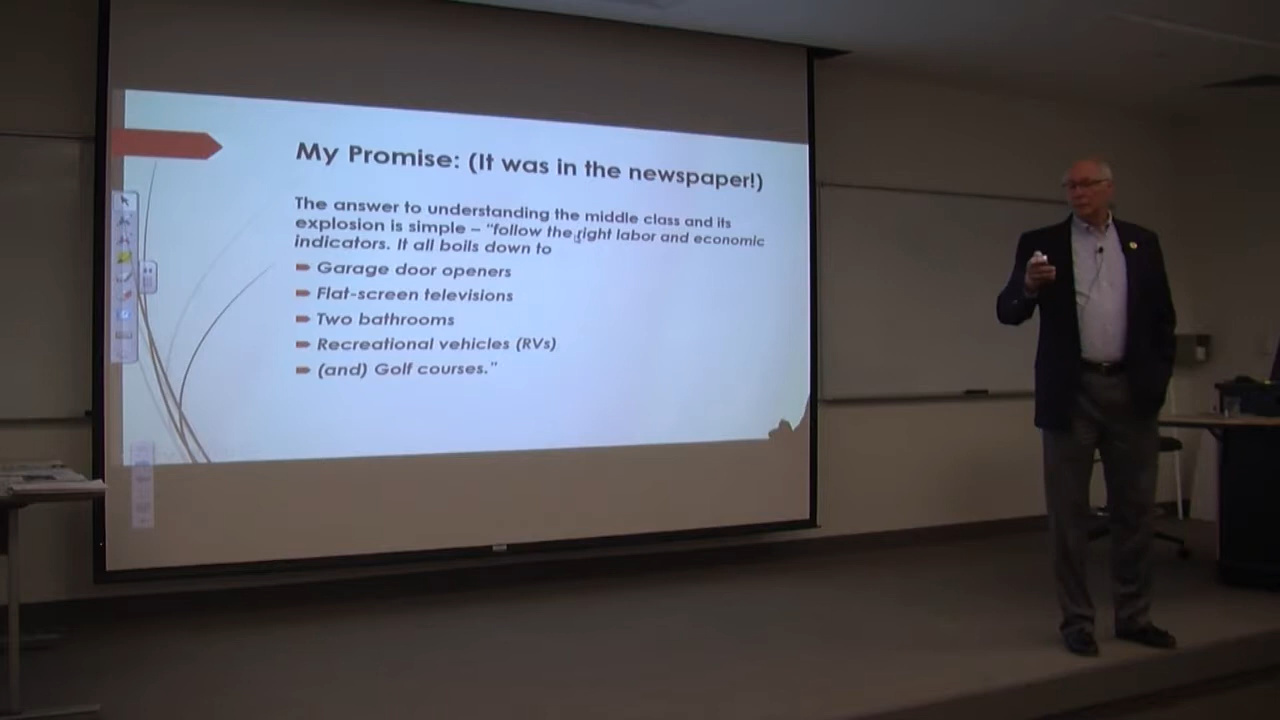 My Promise: (It was in the newspaper!)
The answer to understanding the middle class and its
explosion is simple – "follow the right labor and economic
indicators. It all boils down to
Garage door openers
Flat-screen televisions
Two bathrooms
Recreational vehicles (RVs)
(and) Golf courses."